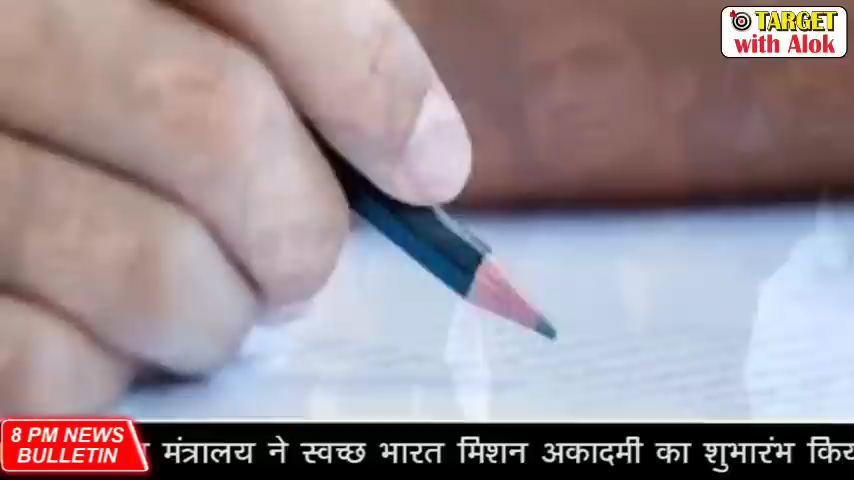 TARGET
with Alok
8 PM NEWS
BULLETIN
मंत्रालय ने स्वच्छ भारत मिशन अकादमी का शुभारंभ